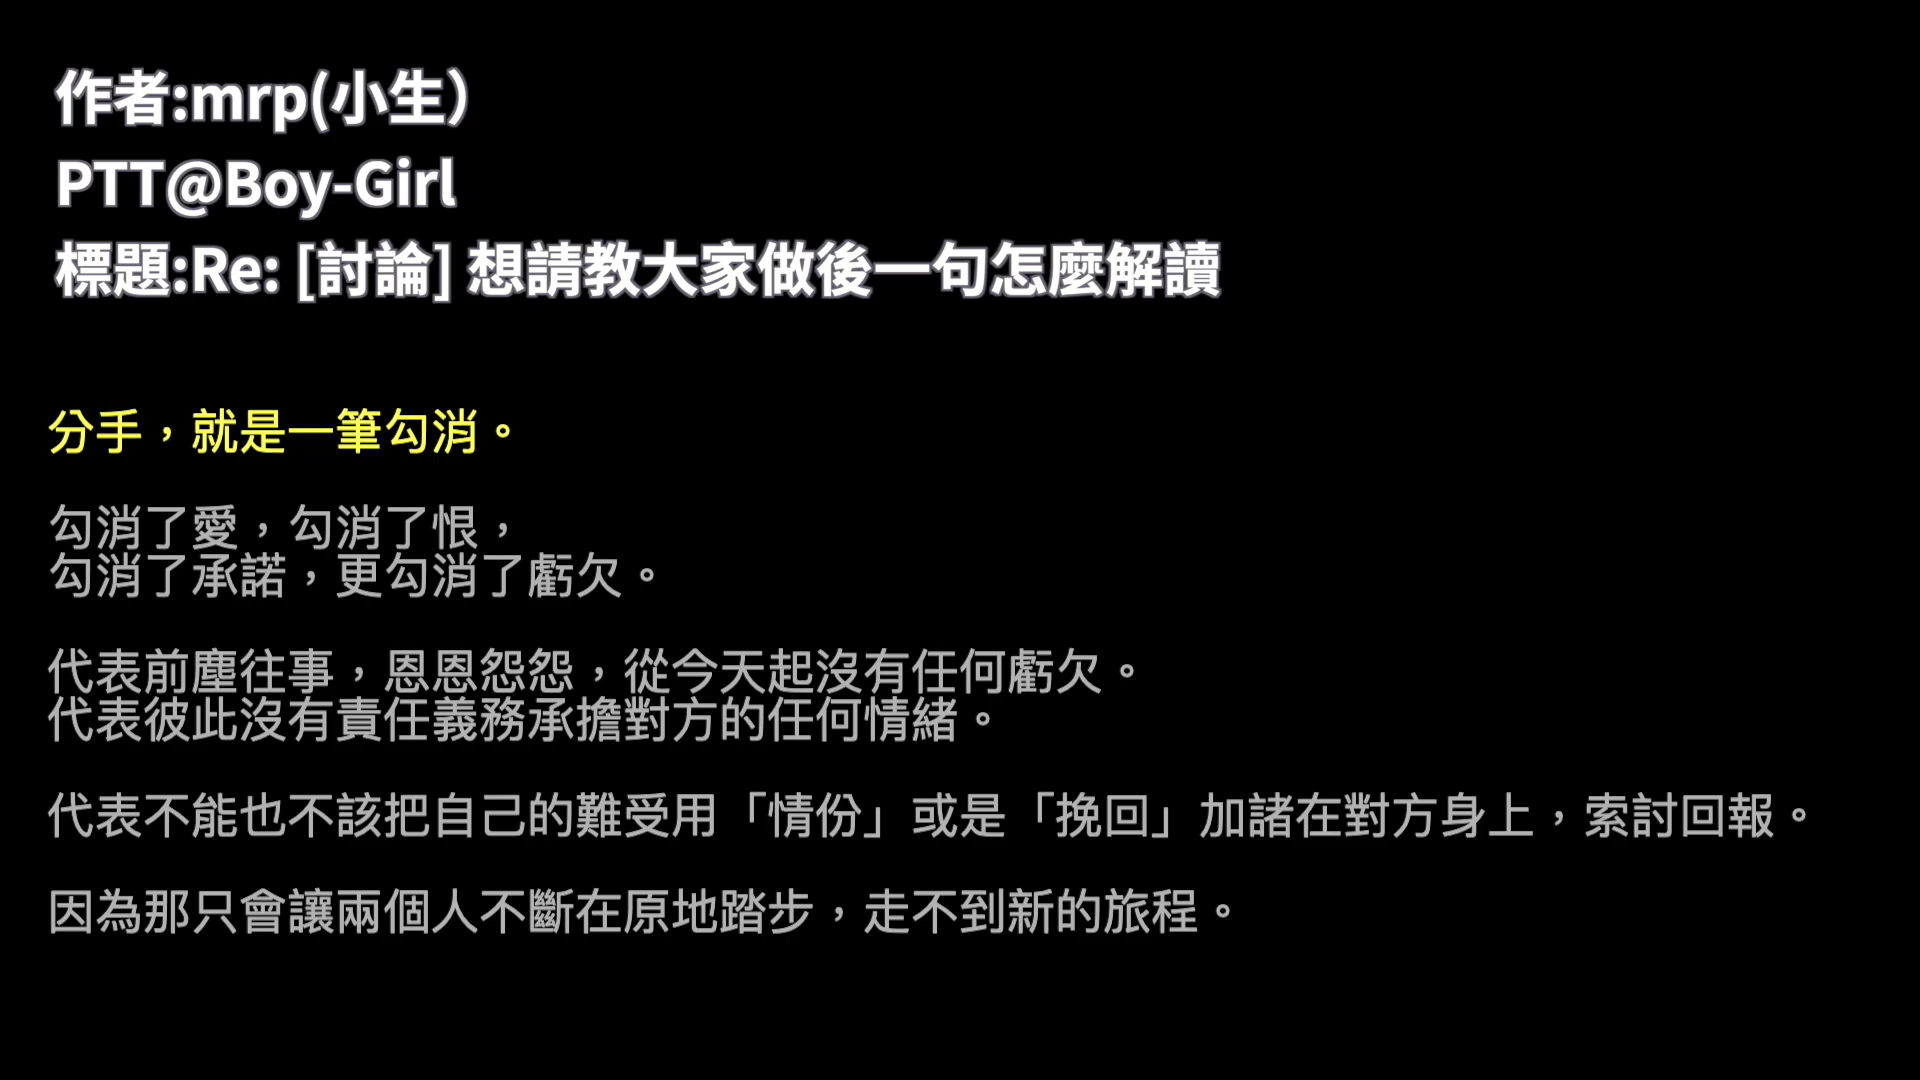 作者:mrp(小生）
PTT@Boy-Girl
標題:Re: [討論] 想請教大家做後一句怎麼解讀
分手，就是一筆勾消。
勾消了愛，勾消了恨，
勾消了承諾，更勾消了虧欠。
代表前塵往事，恩恩怨怨，從今天起沒有任何虧欠。
代表彼此沒有責任義務承擔對方的任何情緒。
代表不能也不該把自己的難受用「情份」或是「挽回」加諸在對方身上，索討回報。
因為那只會讓兩個人不斷在原地踏步，走不到新的旅程。